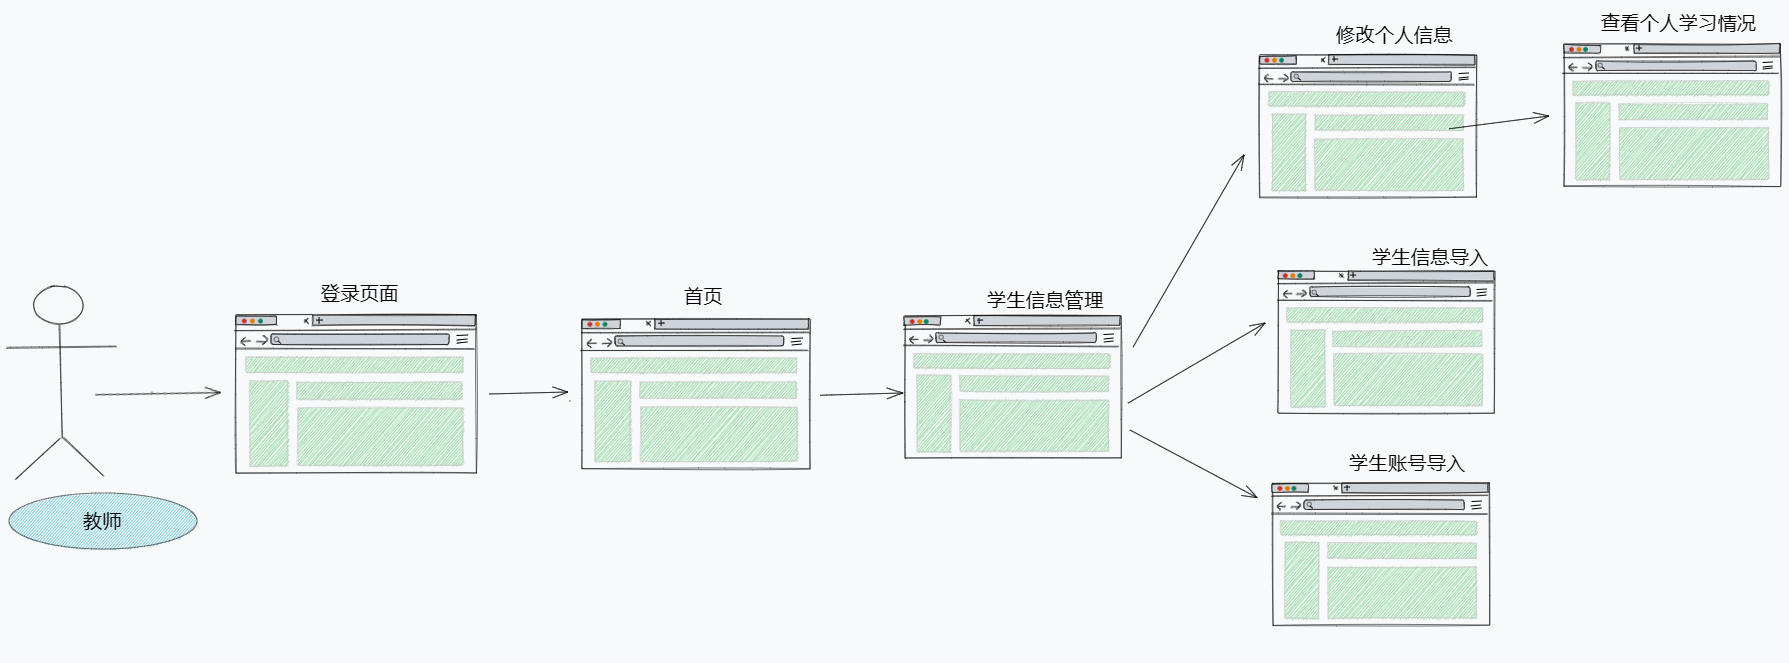 查看个人学习情况
修改个人信息
学生信息导入
登录页面
首页
学生信息管理
学生账号导入
教师